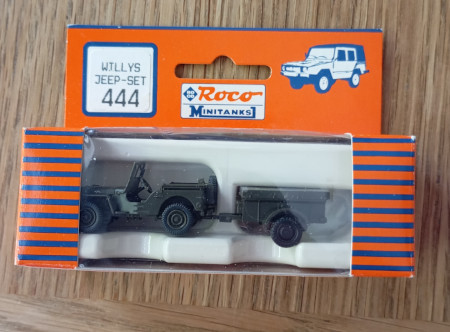 WILLYS
JEEP-SET
444
Roco
MINITANKS